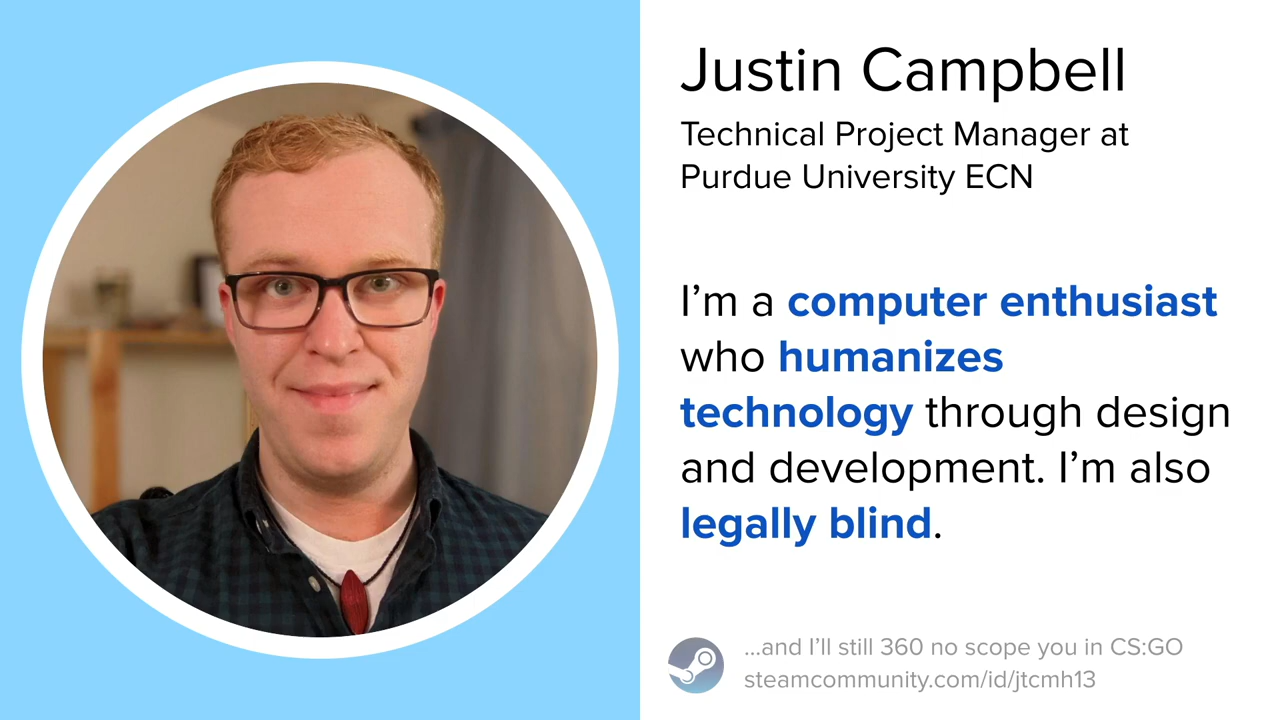 Justin Campbell
Technical Project Manager at
Purdue University ECN
I’m a computer enthusiast
who humanizes
technology through design
and development. I’m also
legally blind.
...and I’ll still 360 no scope you in CS:GO
steamcommunity.com/id/jtcmh13